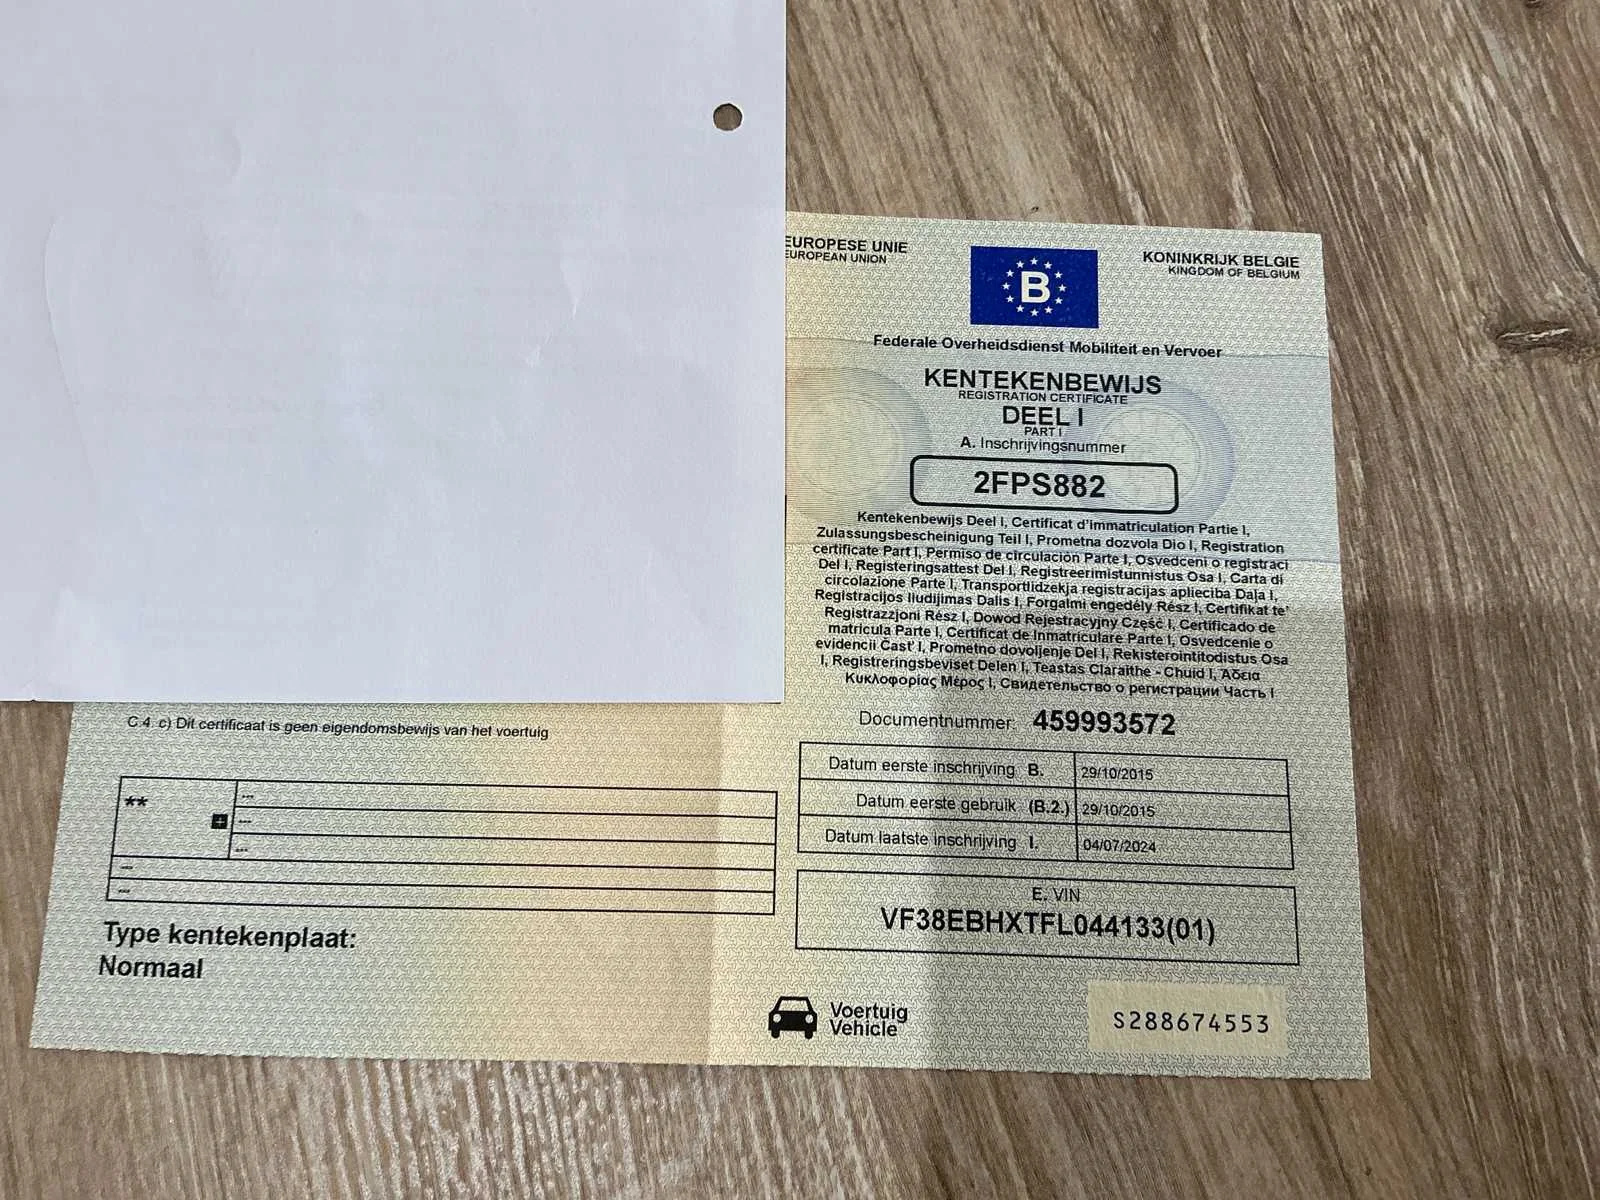 EUROPESE UNIE
EUROPEAN UNION
B
KONINKRIJK BELGIE
KINGDOM OF BELGIUM
Federale Overheidsdienst Mobiliteit en Vervoer
KENTEKENBEWIJS
REGISTRATION CERTIFICATE
DEEL I
PART I
A. Inschrijvingsnummer
2FPS882
Kentekenbewijs Deel I, Certificat d'immatriculation Partie I,
Zulassungsbescheinigung Teil I, Prometna dozvola Dio I, Registration
certificate Part I, Permiso de circulación Parte I, Osvedceni o registraci
Del I, Registeringsattest Del I, Registreerimistunnistus Osa I, Carta di
circolazione Parte I, Transportlidzekja registracijas aplieciba Daļa I,
Registracijos liudijimas Dalis I, Forgalmi engedély Rész I, Certifikat te'
Registrazzjoni Rész I, Dowod Rejestracyjny Część I, Certificado de
matricula Parte I, Certificat de Inmatriculare Parte I, Osvedcenie o
evidencii Čast' I, Prometno dovoljenje Del I, Rekisterointitodistus Osa
I, Registreringsbeviset Delen I, Teastas Claraithe - Chuid I, Άδεια
Κυκλοφορίας Μέρος I, Свидетельство о регистрации Часть I
Documentnummer: 459993572
Datum eerste inschrijving B. 29/10/2015
Datum eerste gebruik (B.2.) 29/10/2015
Datum laatste inschrijving I. 04/07/2024
E. VIN
VF38EBHXTFL044133(01)
Voertuig
Vehicle
S288674553
C.4. c) Dit certificaat is geen eigendomsbewijs van het voertuig
** ---
+ ---
---
---
---
Type kentekenplaat:
Normaal